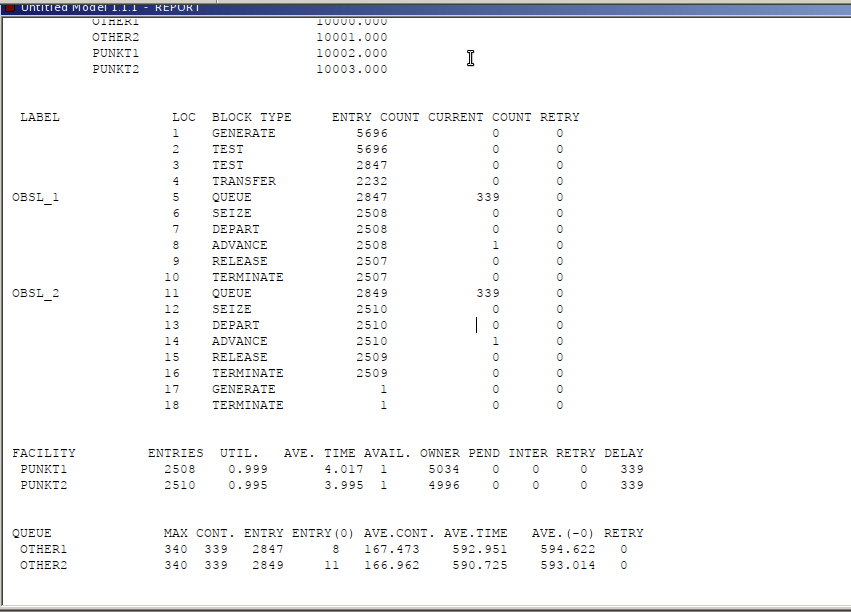 Untitled Model 1.1.1 - REPORT
OTHER1 10000.000
OTHER2 10001.000
PUNKT1 10002.000
PUNKT2 10003.000
LABEL LOC BLOCK TYPE ENTRY COUNT CURRENT COUNT RETRY
1 GENERATE 5696 0 0
2 TEST 5696 0 0
3 TEST 2847 0 0
4 TRANSFER 2232 0 0
OBSL_1 5 QUEUE 2847 339 0
6 SEIZE 2508 0 0
7 DEPART 2508 0 0
8 ADVANCE 2508 1 0
9 RELEASE 2507 0 0
10 TERMINATE 2507 0 0
OBSL_2 11 QUEUE 2849 339 0
12 SEIZE 2510 0 0
13 DEPART 2510 0 0
14 ADVANCE 2510 1 0
15 RELEASE 2509 0 0
16 TERMINATE 2509 0 0
17 GENERATE 1 0 0
18 TERMINATE 1 0 0
FACILITY ENTRIES UTIL. AVE. TIME AVAIL. OWNER PEND INTER RETRY DELAY
PUNKT1 2508 0.999 4.017 1 5034 0 0 0 339
PUNKT2 2510 0.995 3.995 1 4996 0 0 0 339
QUEUE MAX CONT. ENTRY ENTRY(0) AVE.CONT. AVE.TIME AVE.(-0) RETRY
OTHER1 340 339 2847 8 167.473 592.951 594.622 0
OTHER2 340 339 2849 11 166.962 590.725 593.014 0